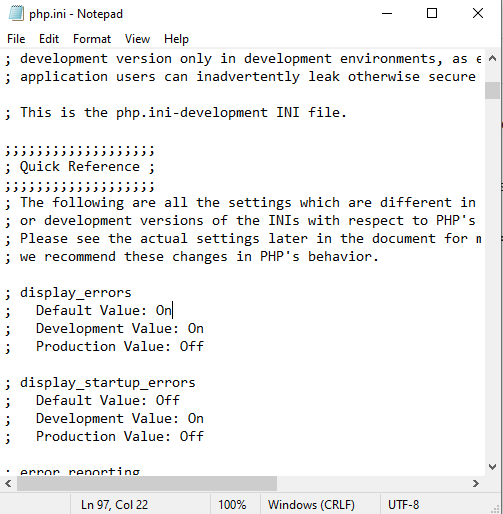 php.ini - Notepad
File Edit Format View Help
; development version only in development environments, as e
; application users can inadvertently leak otherwise secure
; This is the php.ini-development INI file.
;;;;;;;;;;;;;;;;;;;
; Quick Reference ;
;;;;;;;;;;;;;;;;;;;
; The following are all the settings which are different in
; or development versions of the INIs with respect to PHP's
; Please see the actual settings later in the document for m
; we recommend these changes in PHP's behavior.
; display_errors
;   Default Value: On
;   Development Value: On
;   Production Value: Off
; display_startup_errors
;   Default Value: Off
;   Development Value: On
;   Production Value: Off
; error_reporting
Ln 97, Col 22 100% Windows (CRLF) UTF-8